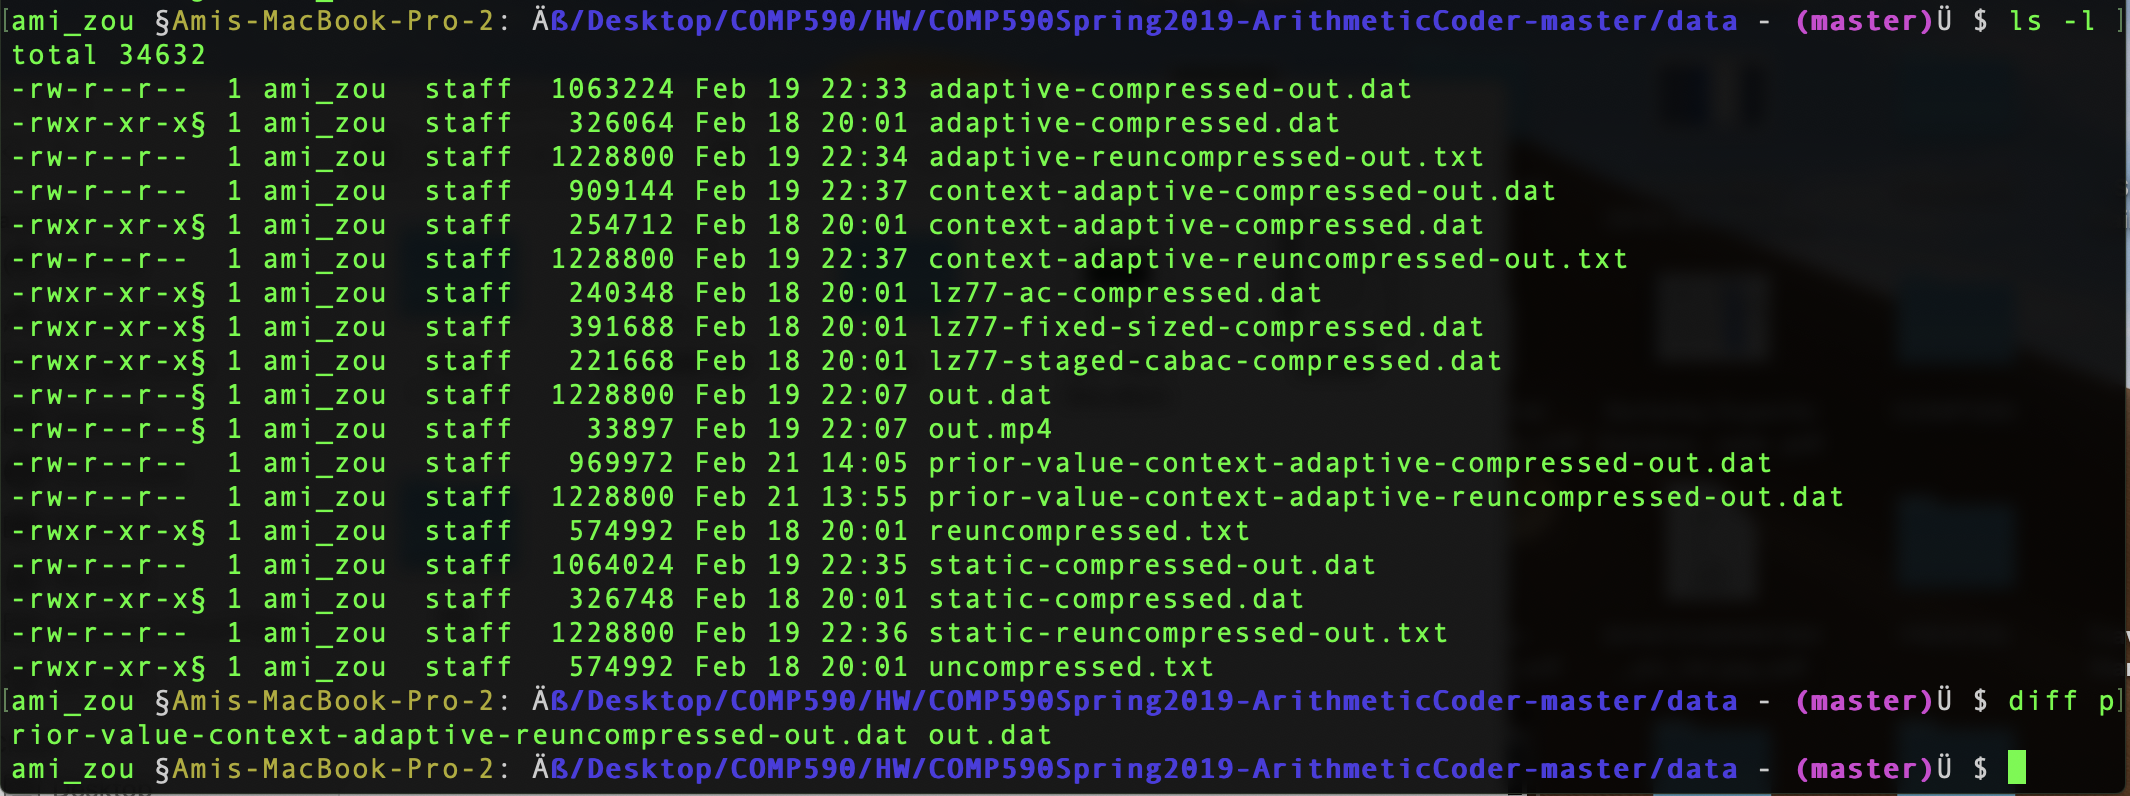 [ami_zou §Amis-MacBook-Pro-2: Äß/Desktop/COMP590/HW/COMP590Spring2019-ArithmeticCoder-master/data - (master)Ü $ ls -l ]
total 34632
-rw-r--r--  1 ami_zou  staff  1063224 Feb 19 22:33 adaptive-compressed-out.dat
-rwxr-xr-x§ 1 ami_zou  staff   326064 Feb 18 20:01 adaptive-compressed.dat
-rw-r--r--  1 ami_zou  staff  1228800 Feb 19 22:34 adaptive-reuncompressed-out.txt
-rw-r--r--  1 ami_zou  staff   909144 Feb 19 22:37 context-adaptive-compressed-out.dat
-rwxr-xr-x§ 1 ami_zou  staff   254712 Feb 18 20:01 context-adaptive-compressed.dat
-rw-r--r--  1 ami_zou  staff  1228800 Feb 19 22:37 context-adaptive-reuncompressed-out.txt
-rwxr-xr-x§ 1 ami_zou  staff   240348 Feb 18 20:01 lz77-ac-compressed.dat
-rwxr-xr-x§ 1 ami_zou  staff   391688 Feb 18 20:01 lz77-fixed-sized-compressed.dat
-rwxr-xr-x§ 1 ami_zou  staff   221668 Feb 18 20:01 lz77-staged-cabac-compressed.dat
-rw-r--r--§ 1 ami_zou  staff  1228800 Feb 19 22:07 out.dat
-rw-r--r--§ 1 ami_zou  staff    33897 Feb 19 22:07 out.mp4
-rw-r--r--  1 ami_zou  staff   969972 Feb 21 14:05 prior-value-context-adaptive-compressed-out.dat
-rw-r--r--  1 ami_zou  staff  1228800 Feb 21 13:55 prior-value-context-adaptive-reuncompressed-out.dat
-rwxr-xr-x§ 1 ami_zou  staff   574992 Feb 18 20:01 reuncompressed.txt
-rw-r--r--  1 ami_zou  staff  1064024 Feb 19 22:35 static-compressed-out.dat
-rwxr-xr-x§ 1 ami_zou  staff   326748 Feb 18 20:01 static-compressed.dat
-rw-r--r--  1 ami_zou  staff  1228800 Feb 19 22:36 static-reuncompressed-out.txt
-rwxr-xr-x§ 1 ami_zou  staff   574992 Feb 18 20:01 uncompressed.txt
[ami_zou §Amis-MacBook-Pro-2: Äß/Desktop/COMP590/HW/COMP590Spring2019-ArithmeticCoder-master/data - (master)Ü $ diff p]
rior-value-context-adaptive-reuncompressed-out.dat out.dat
ami_zou §Amis-MacBook-Pro-2: Äß/Desktop/COMP590/HW/COMP590Spring2019-ArithmeticCoder-master/data - (master)Ü $